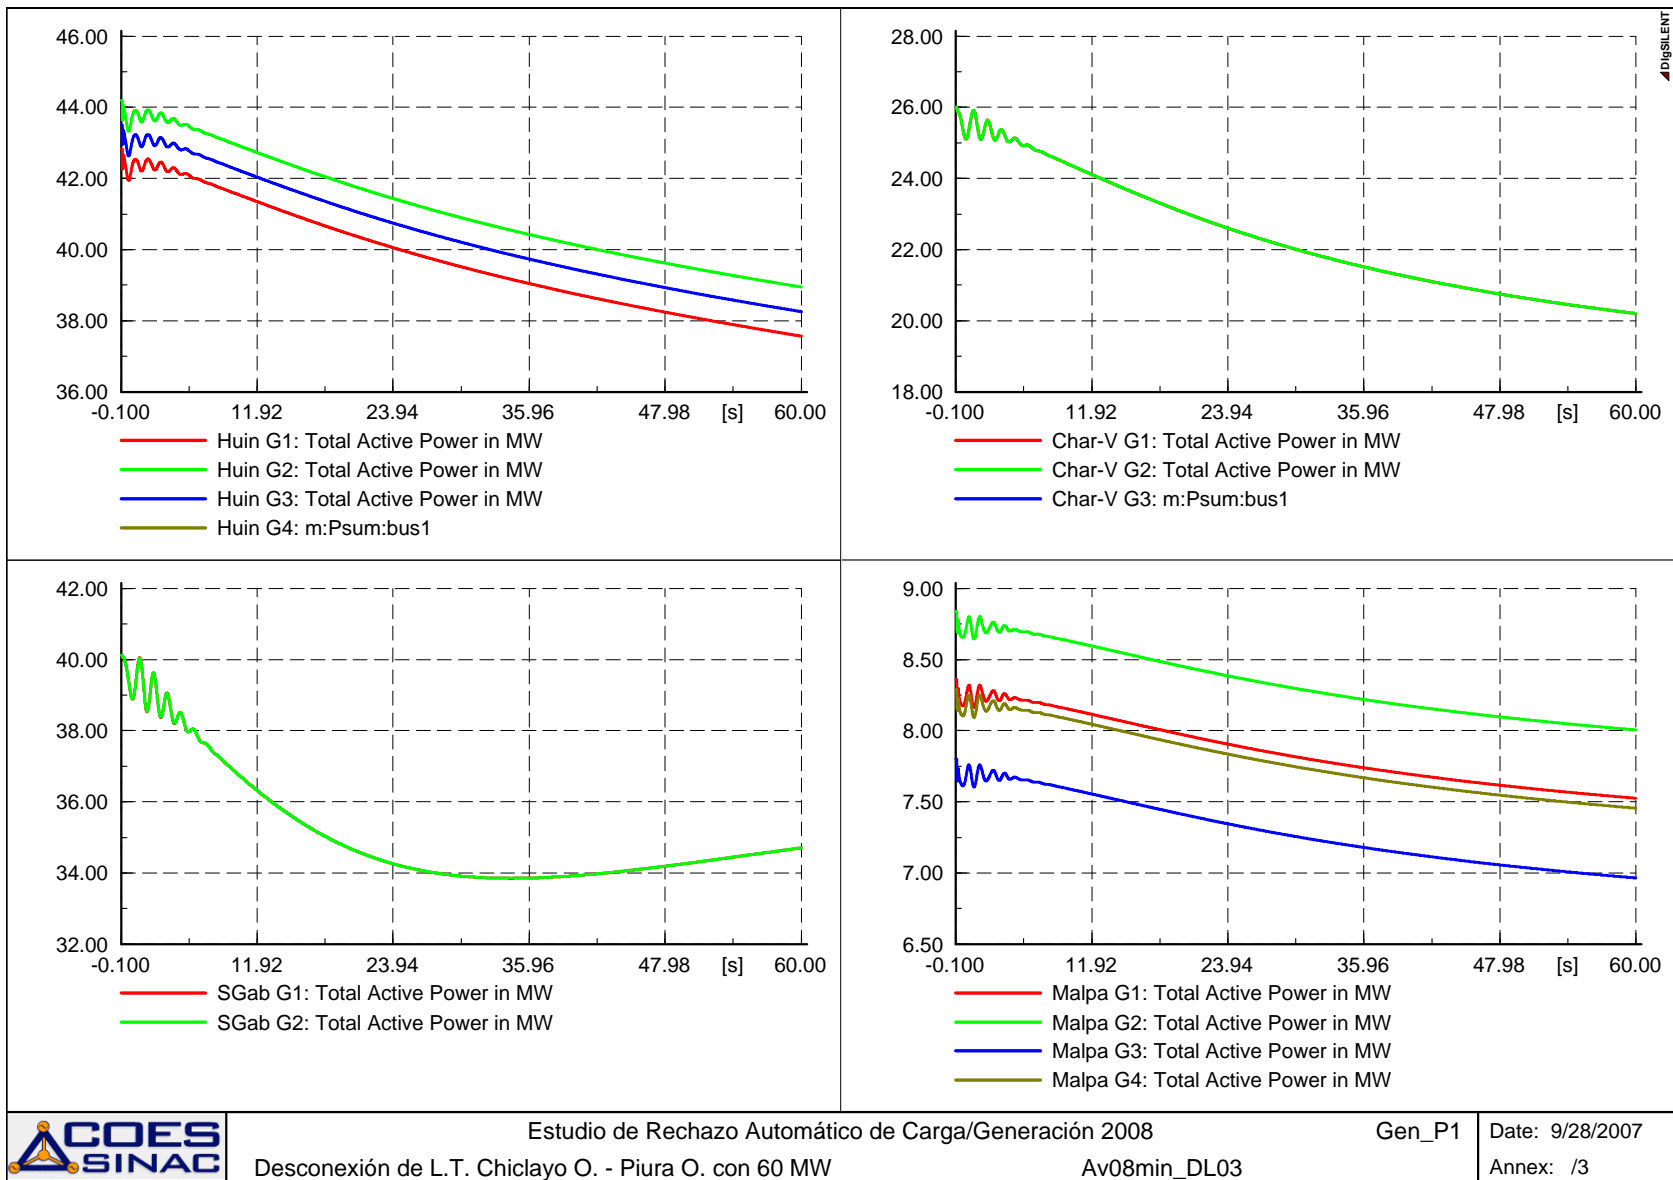 46.00
44.00
42.00
40.00
38.00
36.00
-0.100 11.92 23.94 35.96 47.98 [s] 60.00
Huin G1: Total Active Power in MW
Huin G2: Total Active Power in MW
Huin G3: Total Active Power in MW
Huin G4: m:Psum:bus1
28.00
26.00
24.00
22.00
20.00
18.00
-0.100 11.92 23.94 35.96 47.98 [s] 60.00
Char-V G1: Total Active Power in MW
Char-V G2: Total Active Power in MW
Char-V G3: m:Psum:bus1
DIgSILENT
42.00
40.00
38.00
36.00
34.00
32.00
-0.100 11.92 23.94 35.96 47.98 [s] 60.00
SGab G1: Total Active Power in MW
SGab G2: Total Active Power in MW
9.00
8.50
8.00
7.50
7.00
6.50
-0.100 11.92 23.94 35.96 47.98 [s] 60.00
Malpa G1: Total Active Power in MW
Malpa G2: Total Active Power in MW
Malpa G3: Total Active Power in MW
Malpa G4: Total Active Power in MW
COES
SINAC
Estudio de Rechazo Automático de Carga/Generación 2008 Gen_P1
Desconexión de L.T. Chiclayo O. - Piura O. con 60 MW Av08min_DL03
Date: 9/28/2007
Annex: /3